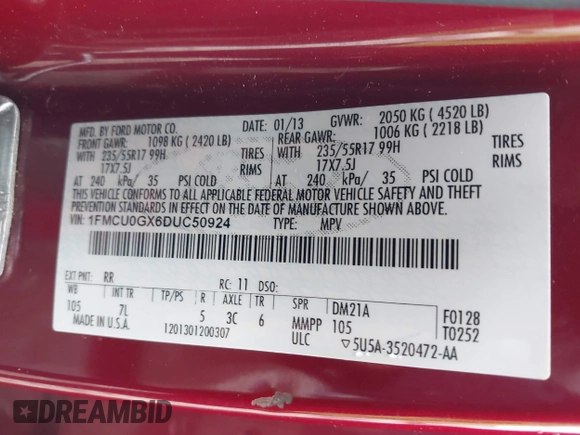 MFD. BY FORD MOTOR CO.
01/13
GVWR: 2050 KG ( 4520 LB)
FRONT GAWR: 1098 KG ( 2420 LB)
REAR GAWR: 1006 KG ( 2218 LB)
WITH 235/55R17 99H TIRES
WITH 235/55R17 99H TIRES
17X7.5J RIMS
17X7.5J RIMS
AT 240 kPa/ 35 PSI COLD
AT 240 kPa/ 35 PSI COLD
THIS VEHICLE CONFORMS TO ALL APPLICABLE FEDERAL MOTOR VEHICLE SAFETY AND THEFT
PREVENTION STANDARDS IN EFFECT ON THE DATE OF MANUFACTURE SHOWN ABOVE.
VIN: 1FMCU0GX6DUC50924
TYPE: MPV
EXT PNT: RR RC: 11 DSO:
WB INT TR TP/PS R AXLE TR SPR DM21A F0128
105 7L 5 3C 6 MMPP 105 T0252
MADE IN U.S.A. 1201301200307 ULC ▽5U5A-3520472-AA
DREAMBID